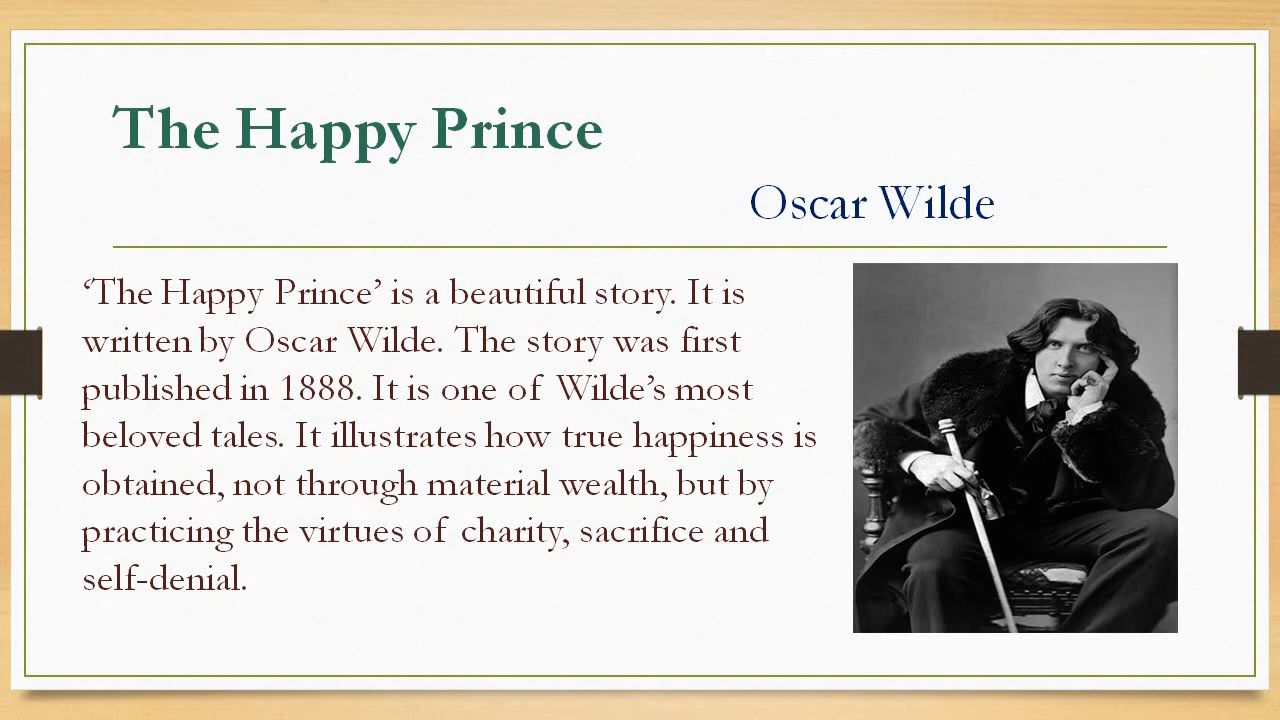 The Happy Prince
Oscar Wilde
‘The Happy Prince’ is a beautiful story. It is
written by Oscar Wilde. The story was first
published in 1888. It is one of Wilde’s most
beloved tales. It illustrates how true happiness is
obtained, not through material wealth, but by
practicing the virtues of charity, sacrifice and
self-denial.